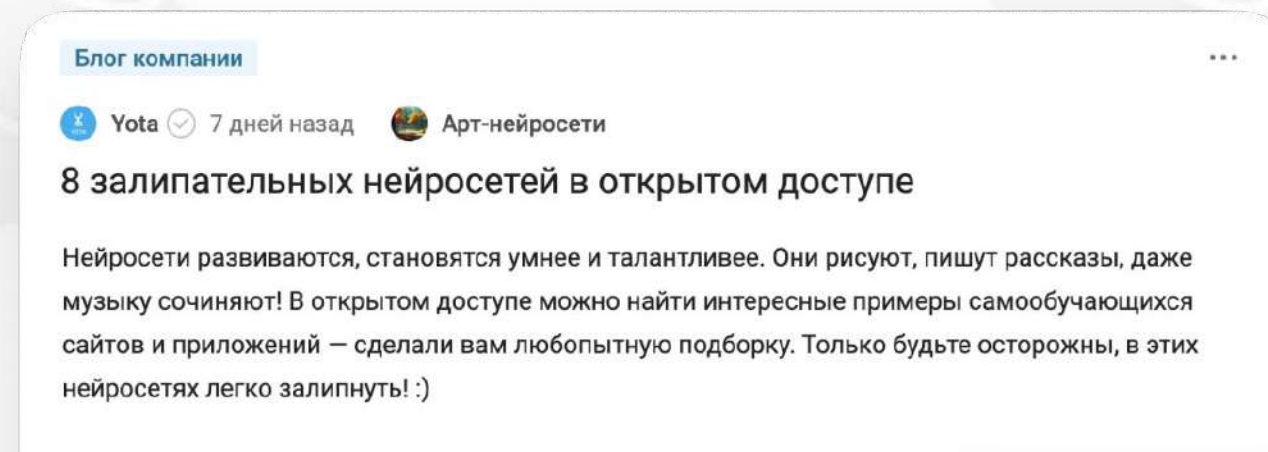 Блог компании
Yota 7 дней назад Арт-нейросети
8 залипательных нейросетей в открытом доступе
Нейросети развиваются, становятся умнее и талантливее. Они рисуют, пишут рассказы, даже
музыку сочиняют! В открытом доступе можно найти интересные примеры самообучающихся
сайтов и приложений — сделали вам любопытную подборку. Только будьте осторожны, в этих
нейросетях легко залипнуть! :)